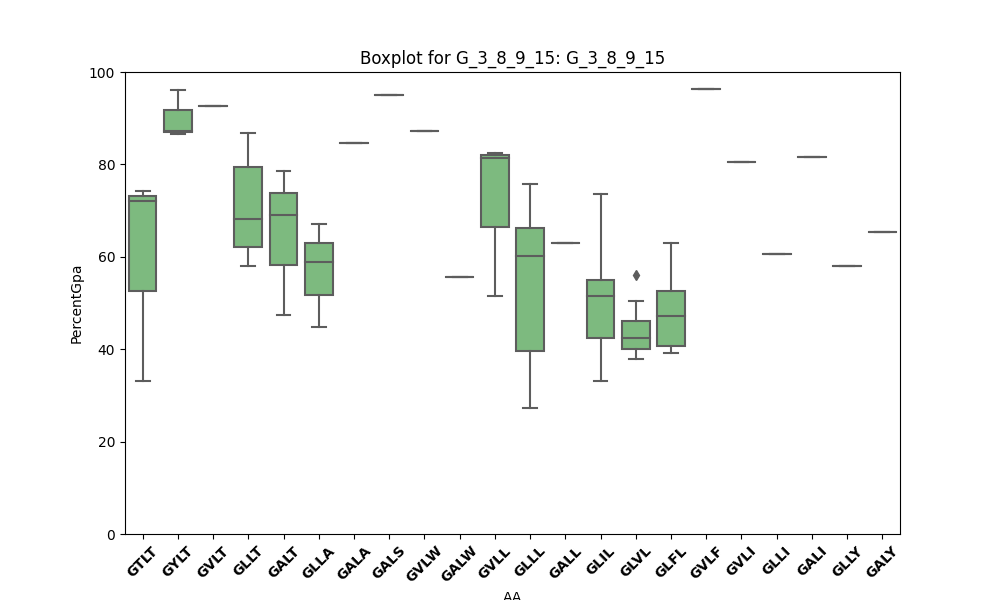 Boxplot for G_3_8_9_15: G_3_8_9_15
PercentGpa
100
80
60
40
20
0
GTLT GYLT GVLT GLLT GALT GLLA GALA GALS GVLW GALW GVLL GLLL GALL GLIL GLVL GLFL GVLF GVLI GLLI GALI GLLY GALY
AA